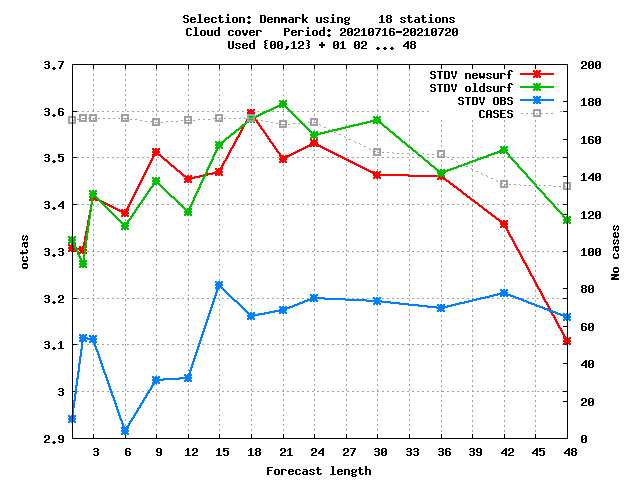 Selection: Denmark using    18 stations
Cloud cover   Period: 20210716-20210720
Used {00,12} + 01 02 ... 48
3.7
3.6
3.5
3.4
3.3
3.2
3.1
3
2.9
octas
STDV newsurf
STDV oldsurf
STDV OBS
CASES
200
180
160
140
120
100
80
60
40
20
0
No cases
3 6 9 12 15 18 21 24 27 30 33 36 39 42 45 48
Forecast length